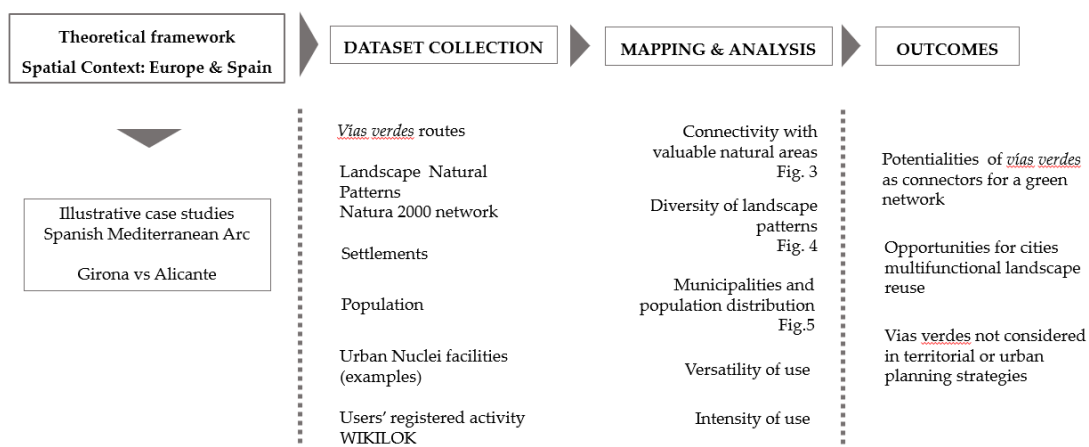 Theoretical framework
Spatial Context: Europe & Spain
Illustrative case studies
Spanish Mediterranean Arc
Girona vs Alicante
DATASET COLLECTION
Vías verdes routes
Landscape Natural
Patterns
Natura 2000 network
Settlements
Population
Urban Nuclei facilities
(examples)
Users' registered activity
WIKILOK
MAPPING & ANALYSIS
Connectivity with
valuable natural areas
Fig. 3
Diversity of landscape
patterns
Fig. 4
Municipalities and
population distribution
Fig.5
Versatility of use
Intensity of use
OUTCOMES
Potentialities of vías verdes
as connectors for a green
network
Opportunities for cities
multifunctional landscape
reuse
Vias verdes not considered
in territorial or urban
planning strategies